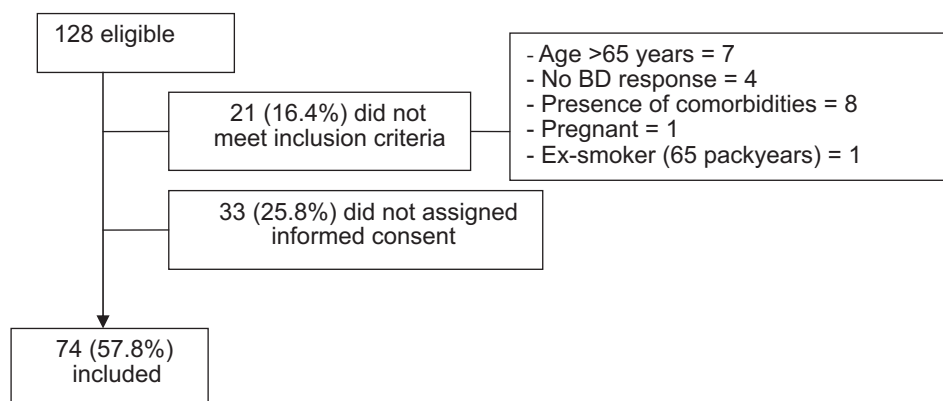 128 eligible
21 (16.4%) did not
meet inclusion criteria
- Age >65 years = 7
- No BD response = 4
- Presence of comorbidities = 8
- Pregnant = 1
- Ex-smoker (65 packyears) = 1
33 (25.8%) did not assigned
informed consent
74 (57.8%)
included